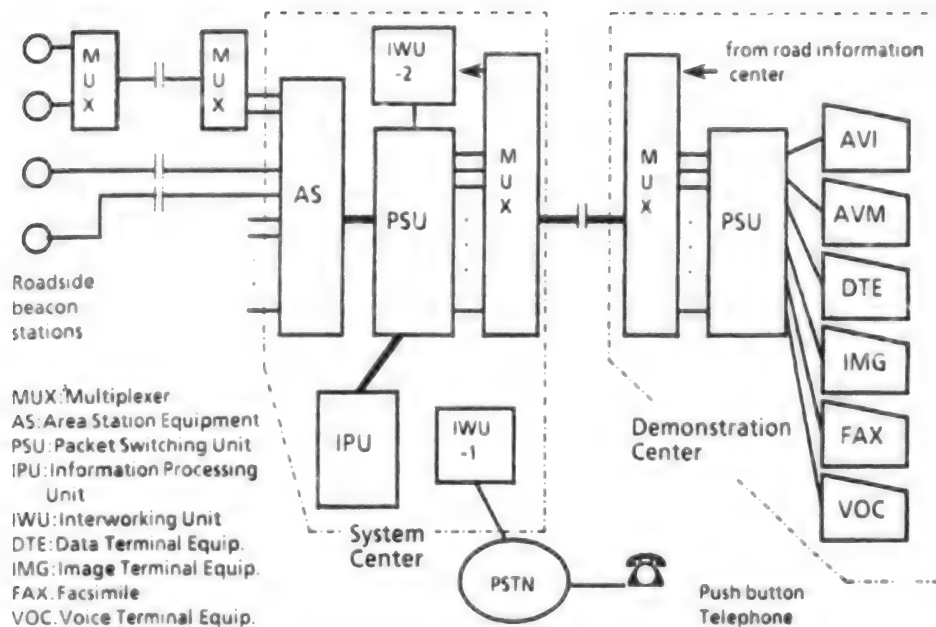 MUX
MUX
IWU
-2
MUX
AS
PSU
IPU
IWU
-1
System
Center
PSTN
Roadside
beacon
stations
MUX:Multiplexer
AS:Area Station Equipment
PSU:Packet Switching Unit
IPU:Information Processing
Unit
IWU:Interworking Unit
DTE:Data Terminal Equip.
IMG:Image Terminal Equip.
FAX.Facsimile
VOC.Voice Terminal Equip.
from road information
center
MUX
PSU
AVI
AVM
DTE
IMG
FAX
VOC
Demonstration
Center
Push button
Telephone